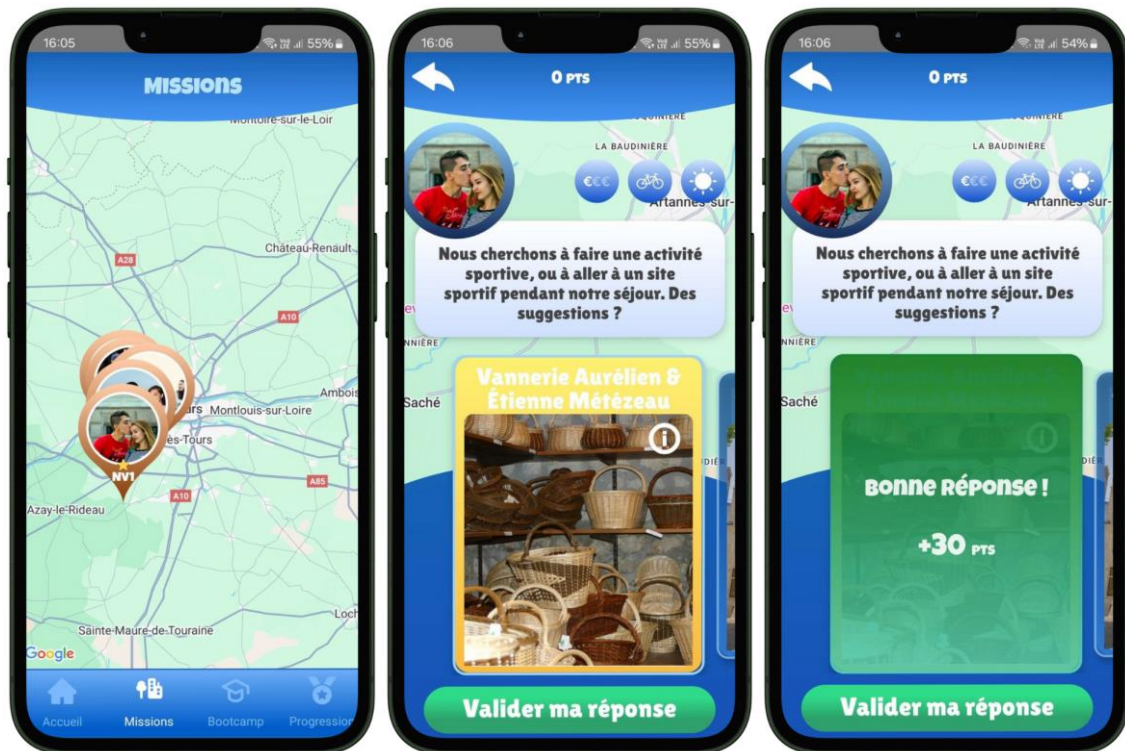 16:05
55%
Missions
Montoire-sur-le-Loir
Château-Renault
A28
A10
Ambois
Montlouis-sur-Loire
NV1
A10
A85
Azay-le-Rideau
Loch
Sainte-Maure-de-Touraine
Google
Accueil
Missions
Bootcamp
Progression
16:06
55%
0 PTS
LA BAUDINIÈRE
€€€
Artannes-sur-
Nous cherchons à faire une activité
sportive, ou à aller à un site
sportif pendant notre séjour. Des
suggestions ?
NNIÈRE
Saché
Vannerie Aurélien &
Étienne Métézeau
i
Valider ma réponse
16:06
54%
0 PTS
LA BAUDINIÈRE
€€€
Artannes-sur-
Nous cherchons à faire une activité
sportive, ou à aller à un site
sportif pendant notre séjour. Des
suggestions ?
NNIÈRE
Saché
Bonne Réponse !
+30 PTS
Valider ma réponse